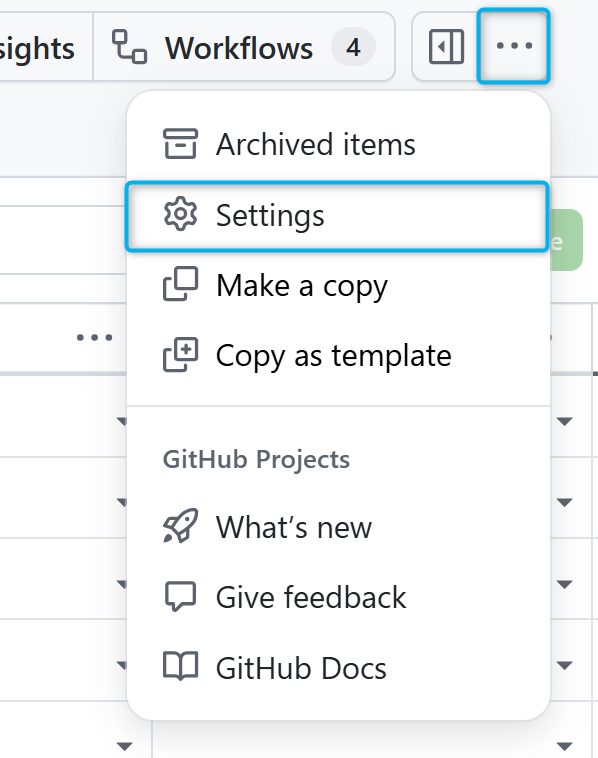 sights
Workflows 4
Archived items
Settings
Make a copy
Copy as template
GitHub Projects
What's new
Give feedback
GitHub Docs